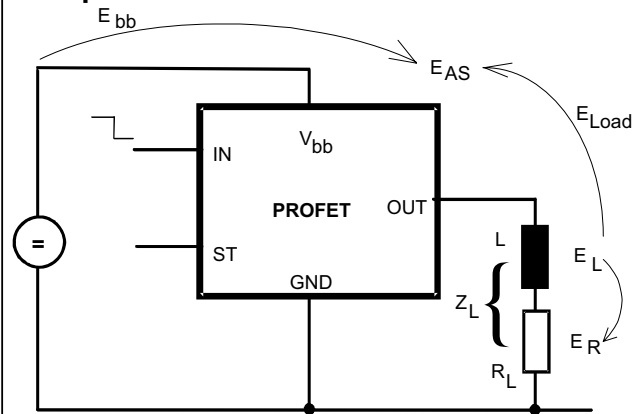 E bb
E AS
E Load
IN
V bb
PROFET
OUT
=
ST
GND
L
E L
Z L {
E R
R L